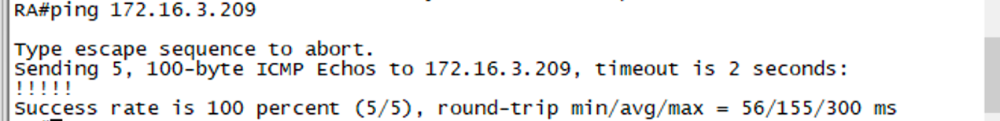 RA#ping 172.16.3.209
Type escape sequence to abort.
Sending 5, 100-byte ICMP Echos to 172.16.3.209, timeout is 2 seconds:
!!!!!
Success rate is 100 percent (5/5), round-trip min/avg/max = 56/155/300 ms